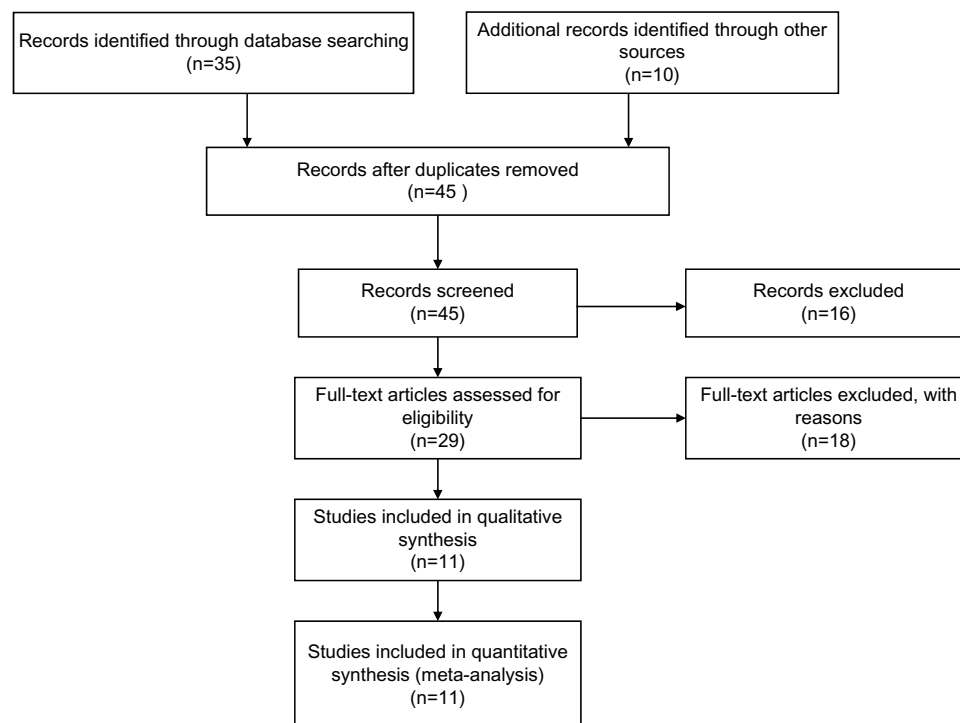 Records identified through database searching
(n=35)
Additional records identified through other
sources
(n=10)
Records after duplicates removed
(n=45 )
Records screened
(n=45)
Records excluded
(n=16)
Full-text articles assessed for
eligibility
(n=29)
Full-text articles excluded, with
reasons
(n=18)
Studies included in qualitative
synthesis
(n=11)
Studies included in quantitative
synthesis (meta-analysis)
(n=11)